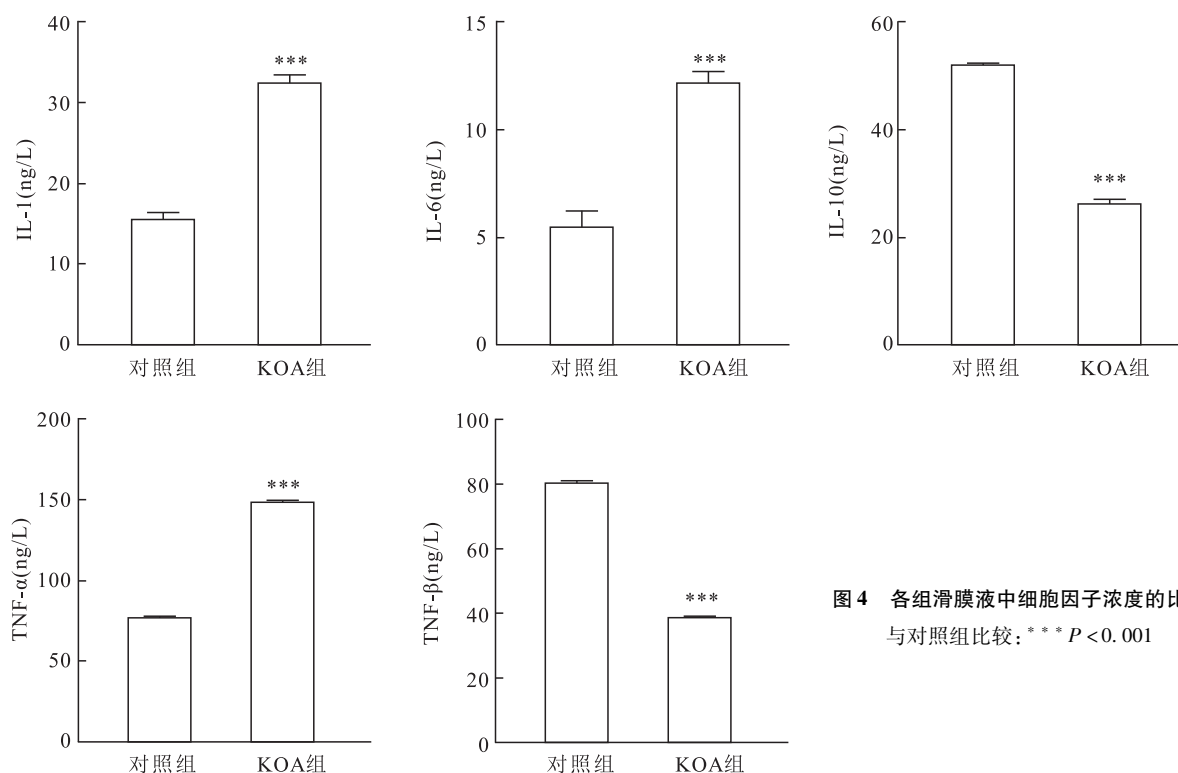 40
30
20
10
0
IL-1(ng/L)
***
对照组
KOA组
15
10
5
0
IL-6(ng/L)
***
对照组
KOA组
60
40
20
0
IL-10(ng/L)
***
对照组
KOA组
200
150
100
50
0
TNF-α(ng/L)
***
对照组
KOA组
100
80
60
40
20
0
TNF-β(ng/L)
***
对照组
KOA组
图4 各组滑膜液中细胞因子浓度的比
与对照组比较:***P<0.001